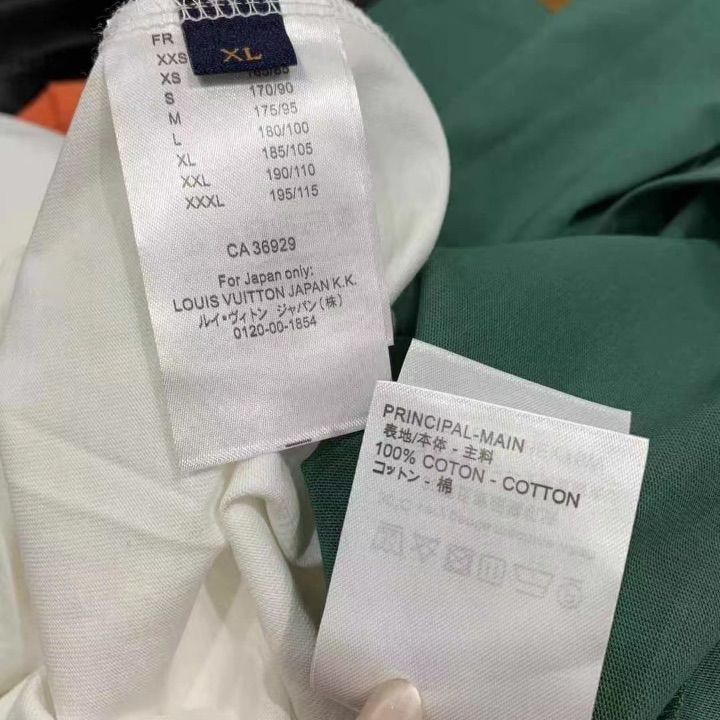 XL
FR
XXS
XS 165/85
S 170/90
M 175/95
L 180/100
XL 185/105
XXL 190/110
XXXL 195/115
CA 36929
For Japan only:
LOUIS VUITTON JAPAN K.K.
ルイ・ヴィトン ジャパン(株)
0120-00-1854
PRINCIPAL-MAIN
表地/本体 - 主料
100% COTON - COTTON
コットン - 棉